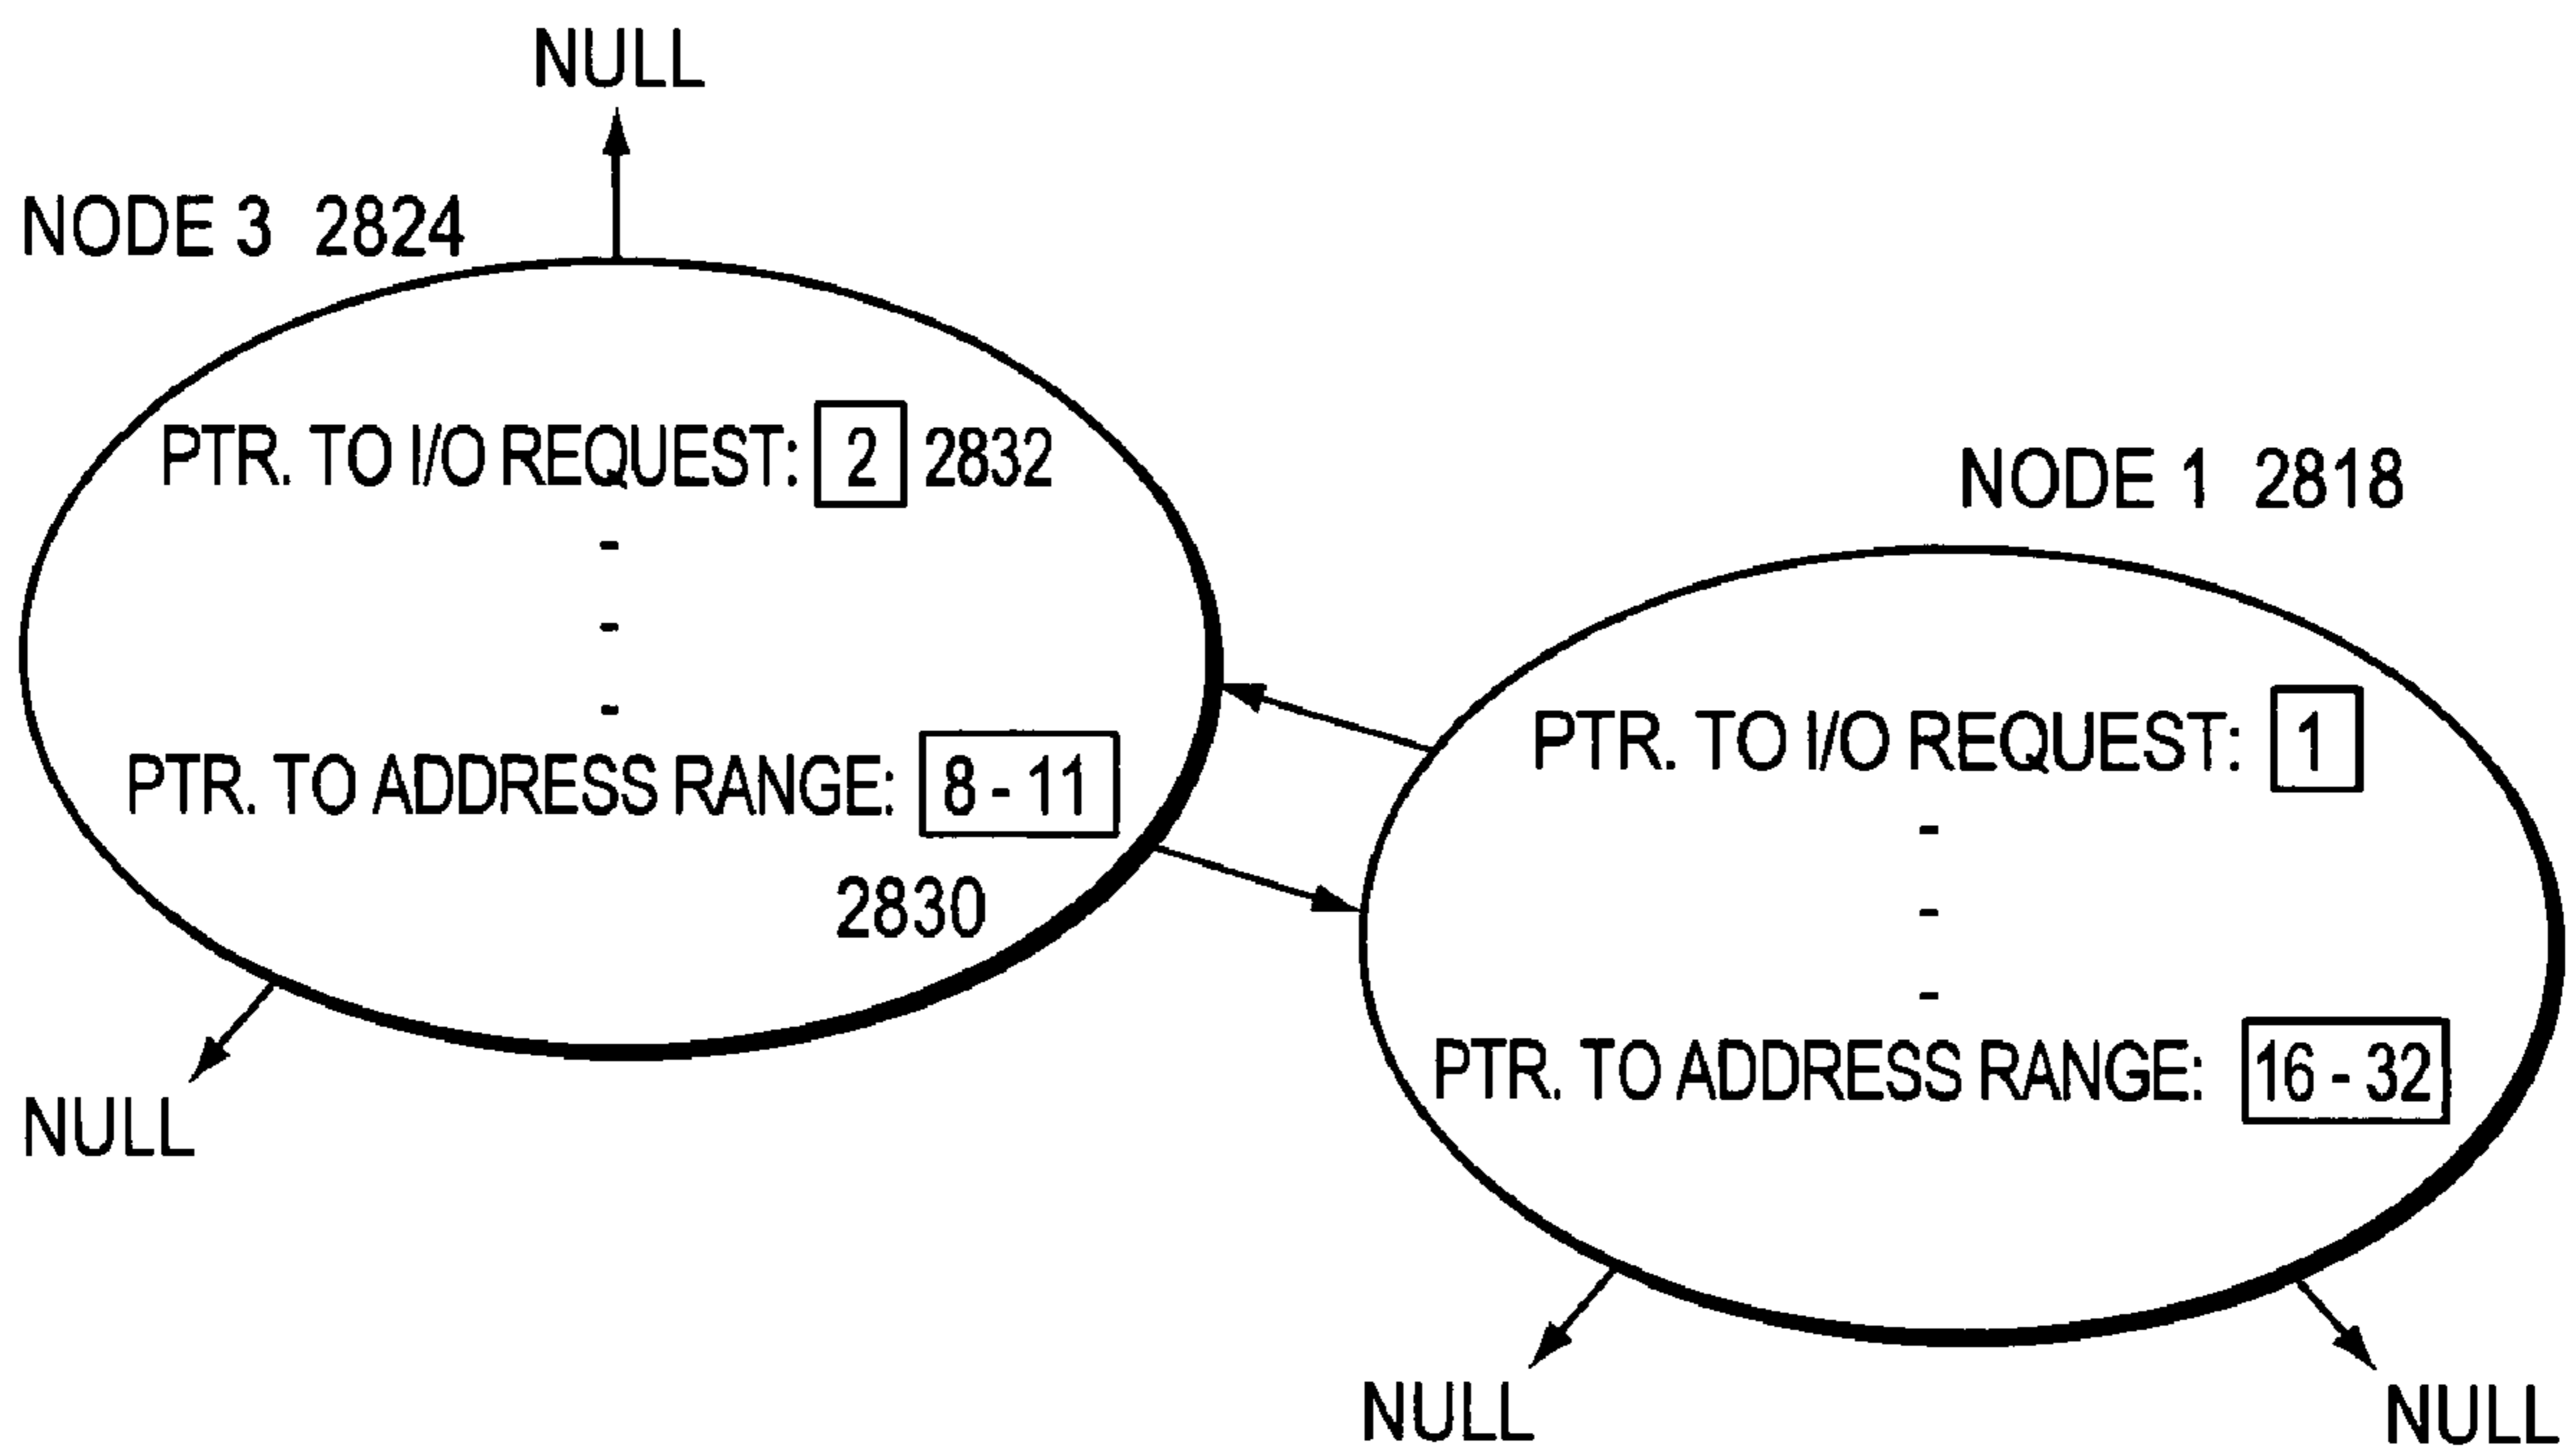 NULL
NODE 3 2824
PTR. TO I/O REQUEST: 2 2832
-
-
-
PTR. TO ADDRESS RANGE: 8 - 11
2830
NULL
NODE 1 2818
PTR. TO I/O REQUEST: 1
-
-
-
PTR. TO ADDRESS RANGE: 16 - 32
NULL
NULL